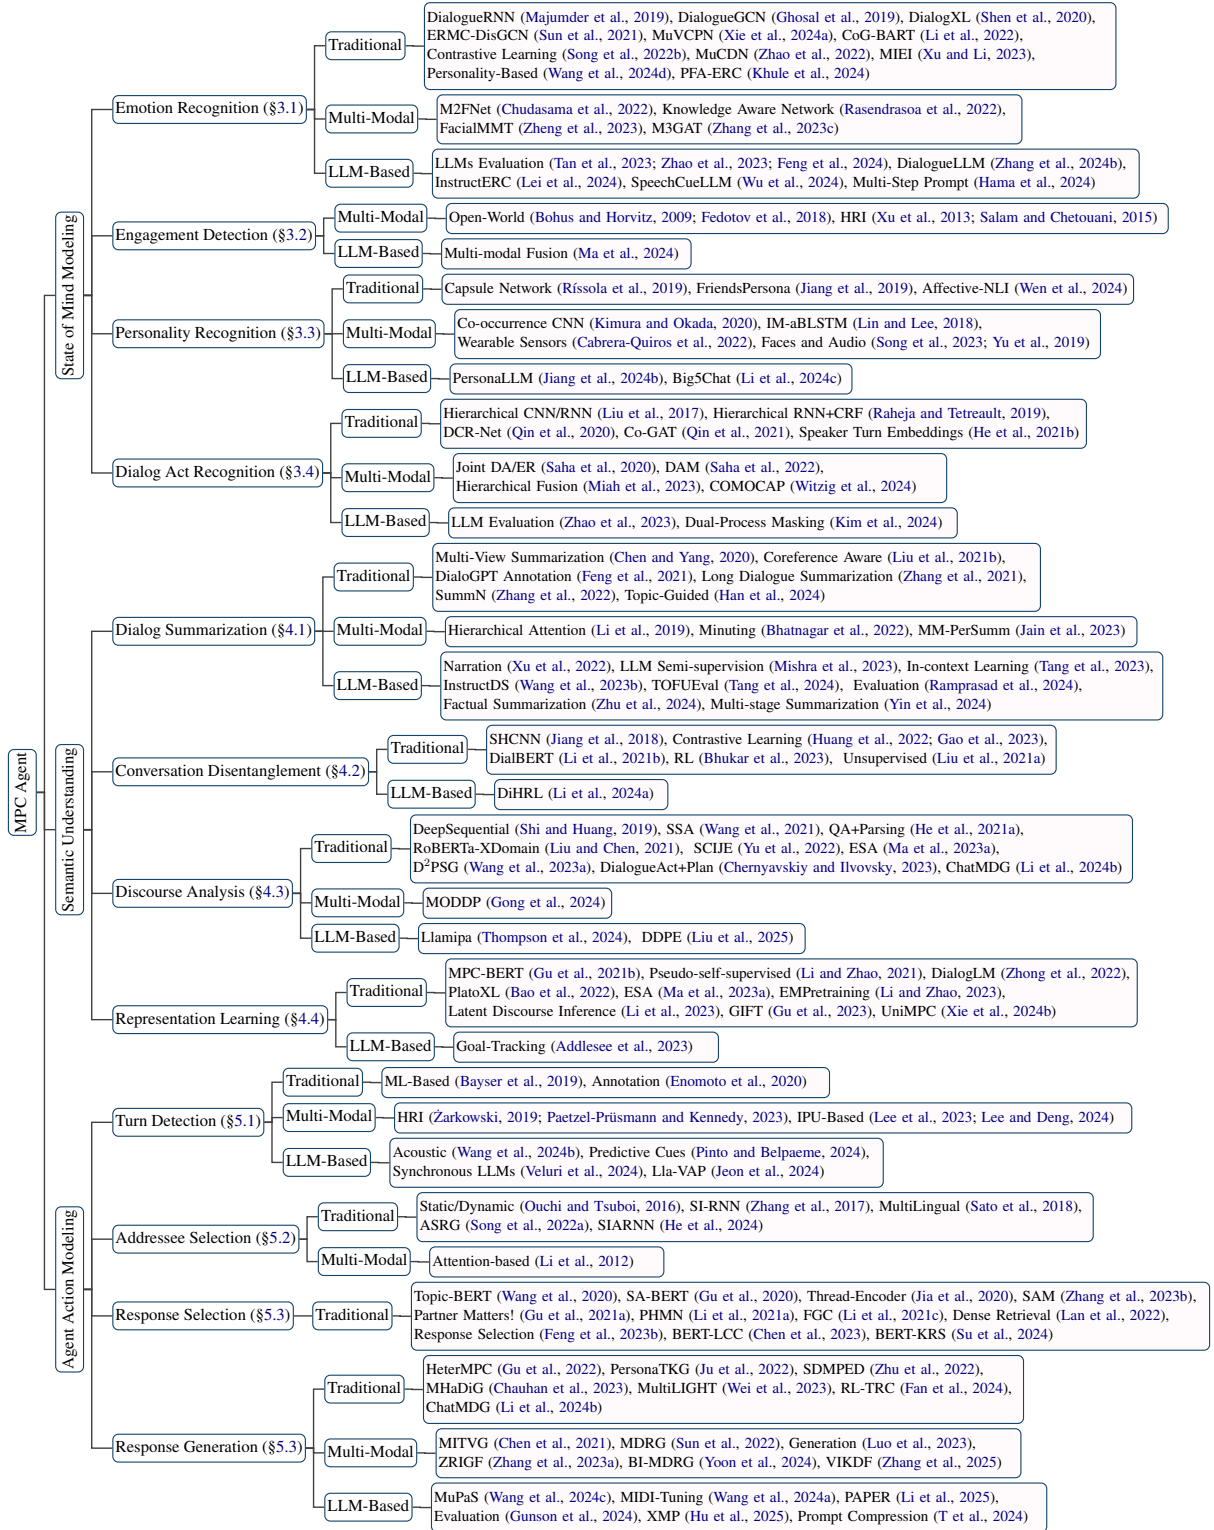 MPC Agent
State of Mind Modeling
Emotion Recognition (§3.1)
Traditional
DialogueRNN (Majumder et al., 2019), DialogueGCN (Ghosal et al., 2019), DialogXL (Shen et al., 2020),
ERMC-DisGCN (Sun et al., 2021), MuVCPN (Xie et al., 2024a), CoG-BART (Li et al., 2022),
Contrastive Learning (Song et al., 2022b), MuCDN (Zhao et al., 2022), MIEI (Xu and Li, 2023),
Personality-Based (Wang et al., 2024d), PFA-ERC (Khule et al., 2024)
Multi-Modal
M2FNet (Chudasama et al., 2022), Knowledge Aware Network (Rasendrasoa et al., 2022),
FacialMMT (Zheng et al., 2023), M3GAT (Zhang et al., 2023c)
LLM-Based
LLMs Evaluation (Tan et al., 2023; Zhao et al., 2023; Feng et al., 2024), DialogueLLM (Zhang et al., 2024b),
InstructERC (Lei et al., 2024), SpeechCueLLM (Wu et al., 2024), Multi-Step Prompt (Hama et al., 2024)
Engagement Detection (§3.2)
Multi-Modal
Open-World (Bohus and Horvitz, 2009; Fedotov et al., 2018), HRI (Xu et al., 2013; Salam and Chetouani, 2015)
LLM-Based
Multi-modal Fusion (Ma et al., 2024)
Personality Recognition (§3.3)
Traditional
Capsule Network (Ríssola et al., 2019), FriendsPersona (Jiang et al., 2019), Affective-NLI (Wen et al., 2024)
Multi-Modal
Co-occurrence CNN (Kimura and Okada, 2020), IM-aBLSTM (Lin and Lee, 2018),
Wearable Sensors (Cabrera-Quiros et al., 2022), Faces and Audio (Song et al., 2023; Yu et al., 2019)
LLM-Based
PersonaLLM (Jiang et al., 2024b), Big5Chat (Li et al., 2024c)
Dialog Act Recognition (§3.4)
Traditional
Hierarchical CNN/RNN (Liu et al., 2017), Hierarchical RNN+CRF (Raheja and Tetreault, 2019),
DCR-Net (Qin et al., 2020), Co-GAT (Qin et al., 2021), Speaker Turn Embeddings (He et al., 2021b)
Multi-Modal
Joint DA/ER (Saha et al., 2020), DAM (Saha et al., 2022),
Hierarchical Fusion (Miah et al., 2023), COMOCAP (Witzig et al., 2024)
LLM-Based
LLM Evaluation (Zhao et al., 2023), Dual-Process Masking (Kim et al., 2024)
Semantic Understanding
Dialog Summarization (§4.1)
Traditional
Multi-View Summarization (Chen and Yang, 2020), Coreference Aware (Liu et al., 2021b),
DialoGPT Annotation (Feng et al., 2021), Long Dialogue Summarization (Zhang et al., 2021),
SummN (Zhang et al., 2022), Topic-Guided (Han et al., 2024)
Multi-Modal
Hierarchical Attention (Li et al., 2019), Minuting (Bhatnagar et al., 2022), MM-PerSumm (Jain et al., 2023)
LLM-Based
Narration (Xu et al., 2022), LLM Semi-supervision (Mishra et al., 2023), In-context Learning (Tang et al., 2023),
InstructDS (Wang et al., 2023b), TOFUEval (Tang et al., 2024), Evaluation (Ramprasad et al., 2024),
Factual Summarization (Zhu et al., 2024), Multi-stage Summarization (Yin et al., 2024)
Conversation Disentanglement (§4.2)
Traditional
SHCNN (Jiang et al., 2018), Contrastive Learning (Huang et al., 2022; Gao et al., 2023),
DialBERT (Li et al., 2021b), RL (Bhukar et al., 2023), Unsupervised (Liu et al., 2021a)
LLM-Based
DiHRL (Li et al., 2024a)
Discourse Analysis (§4.3)
Traditional
DeepSequential (Shi and Huang, 2019), SSA (Wang et al., 2021), QA+Parsing (He et al., 2021a),
RoBERTa-XDomain (Liu and Chen, 2021), SCIJE (Yu et al., 2022), ESA (Ma et al., 2023a),
D²PSG (Wang et al., 2023a), DialogueAct+Plan (Chernyavskiy and Ilvovsky, 2023), ChatMDG (Li et al., 2024b)
Multi-Modal
MODDP (Gong et al., 2024)
LLM-Based
Llamipa (Thompson et al., 2024), DDPE (Liu et al., 2025)
Representation Learning (§4.4)
Traditional
MPC-BERT (Gu et al., 2021b), Pseudo-self-supervised (Li and Zhao, 2021), DialogLM (Zhong et al., 2022),
PlatoXL (Bao et al., 2022), ESA (Ma et al., 2023a), EMPretraining (Li and Zhao, 2023),
Latent Discourse Inference (Li et al., 2023), GIFT (Gu et al., 2023), UniMPC (Xie et al., 2024b)
LLM-Based
Goal-Tracking (Addlesee et al., 2023)
Agent Action Modeling
Turn Detection (§5.1)
Traditional
ML-Based (Bayser et al., 2019), Annotation (Enomoto et al., 2020)
Multi-Modal
HRI (Żarkowski, 2019; Paetzel-Prüsmann and Kennedy, 2023), IPU-Based (Lee et al., 2023; Lee and Deng, 2024)
LLM-Based
Acoustic (Wang et al., 2024b), Predictive Cues (Pinto and Belpaeme, 2024),
Synchronous LLMs (Veluri et al., 2024), Lla-VAP (Jeon et al., 2024)
Addressee Selection (§5.2)
Traditional
Static/Dynamic (Ouchi and Tsuboi, 2016), SI-RNN (Zhang et al., 2017), MultiLingual (Sato et al., 2018),
ASRG (Song et al., 2022a), SIARNN (He et al., 2024)
Multi-Modal
Attention-based (Li et al., 2012)
Response Selection (§5.3)
Traditional
Topic-BERT (Wang et al., 2020), SA-BERT (Gu et al., 2020), Thread-Encoder (Jia et al., 2020), SAM (Zhang et al., 2023b),
Partner Matters! (Gu et al., 2021a), PHMN (Li et al., 2021a), FGC (Li et al., 2021c), Dense Retrieval (Lan et al., 2022),
Response Selection (Feng et al., 2023b), BERT-LCC (Chen et al., 2023), BERT-KRS (Su et al., 2024)
Response Generation (§5.3)
Traditional
HeterMPC (Gu et al., 2022), PersonaTKG (Ju et al., 2022), SDMPED (Zhu et al., 2022),
MHaDiG (Chauhan et al., 2023), MultiLIGHT (Wei et al., 2023), RL-TRC (Fan et al., 2024),
ChatMDG (Li et al., 2024b)
Multi-Modal
MITVG (Chen et al., 2021), MDRG (Sun et al., 2022), Generation (Luo et al., 2023),
ZRIGF (Zhang et al., 2023a), BI-MDRG (Yoon et al., 2024), VIKDF (Zhang et al., 2025)
LLM-Based
MuPaS (Wang et al., 2024c), MIDI-Tuning (Wang et al., 2024a), PAPER (Li et al., 2025),
Evaluation (Gunson et al., 2024), XMP (Hu et al., 2025), Prompt Compression (T et al., 2024)